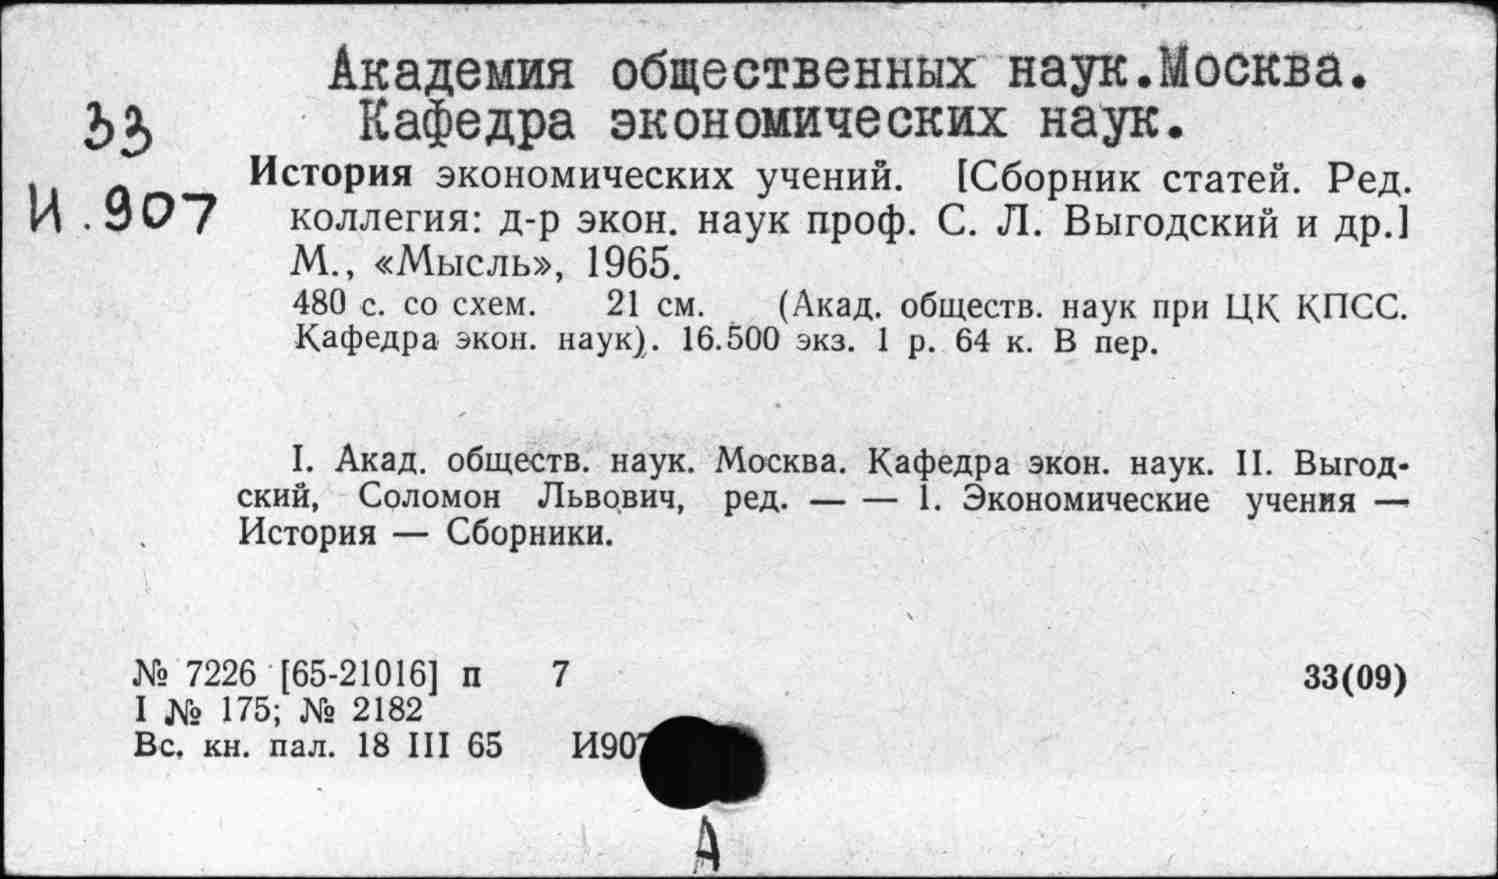 Академия общественных наук.Москва.
33
Кафедра экономических наук.
История экономических учений. [Сборник статей. Ред.
И.907
коллегия: д-р экон. наук проф. С. Л. Выгодский и др.]
М., «Мысль», 1965.
480 с. со схем. 21 см. (Акад. обществ. наук при ЦК КПСС.
Кафедра экон. наук). 16.500 экз. 1 р. 64 к. В пер.
I. Акад. обществ. наук. Москва. Кафедра экон. наук. II. Выгод-
ский, Соломон Львович, ред. — — 1. Экономические учения —
История — Сборники.
№ 7226 [65-21016] п 7
33(09)
I № 175; № 2182
Вс. кн. пал. 18 III 65 И907
А